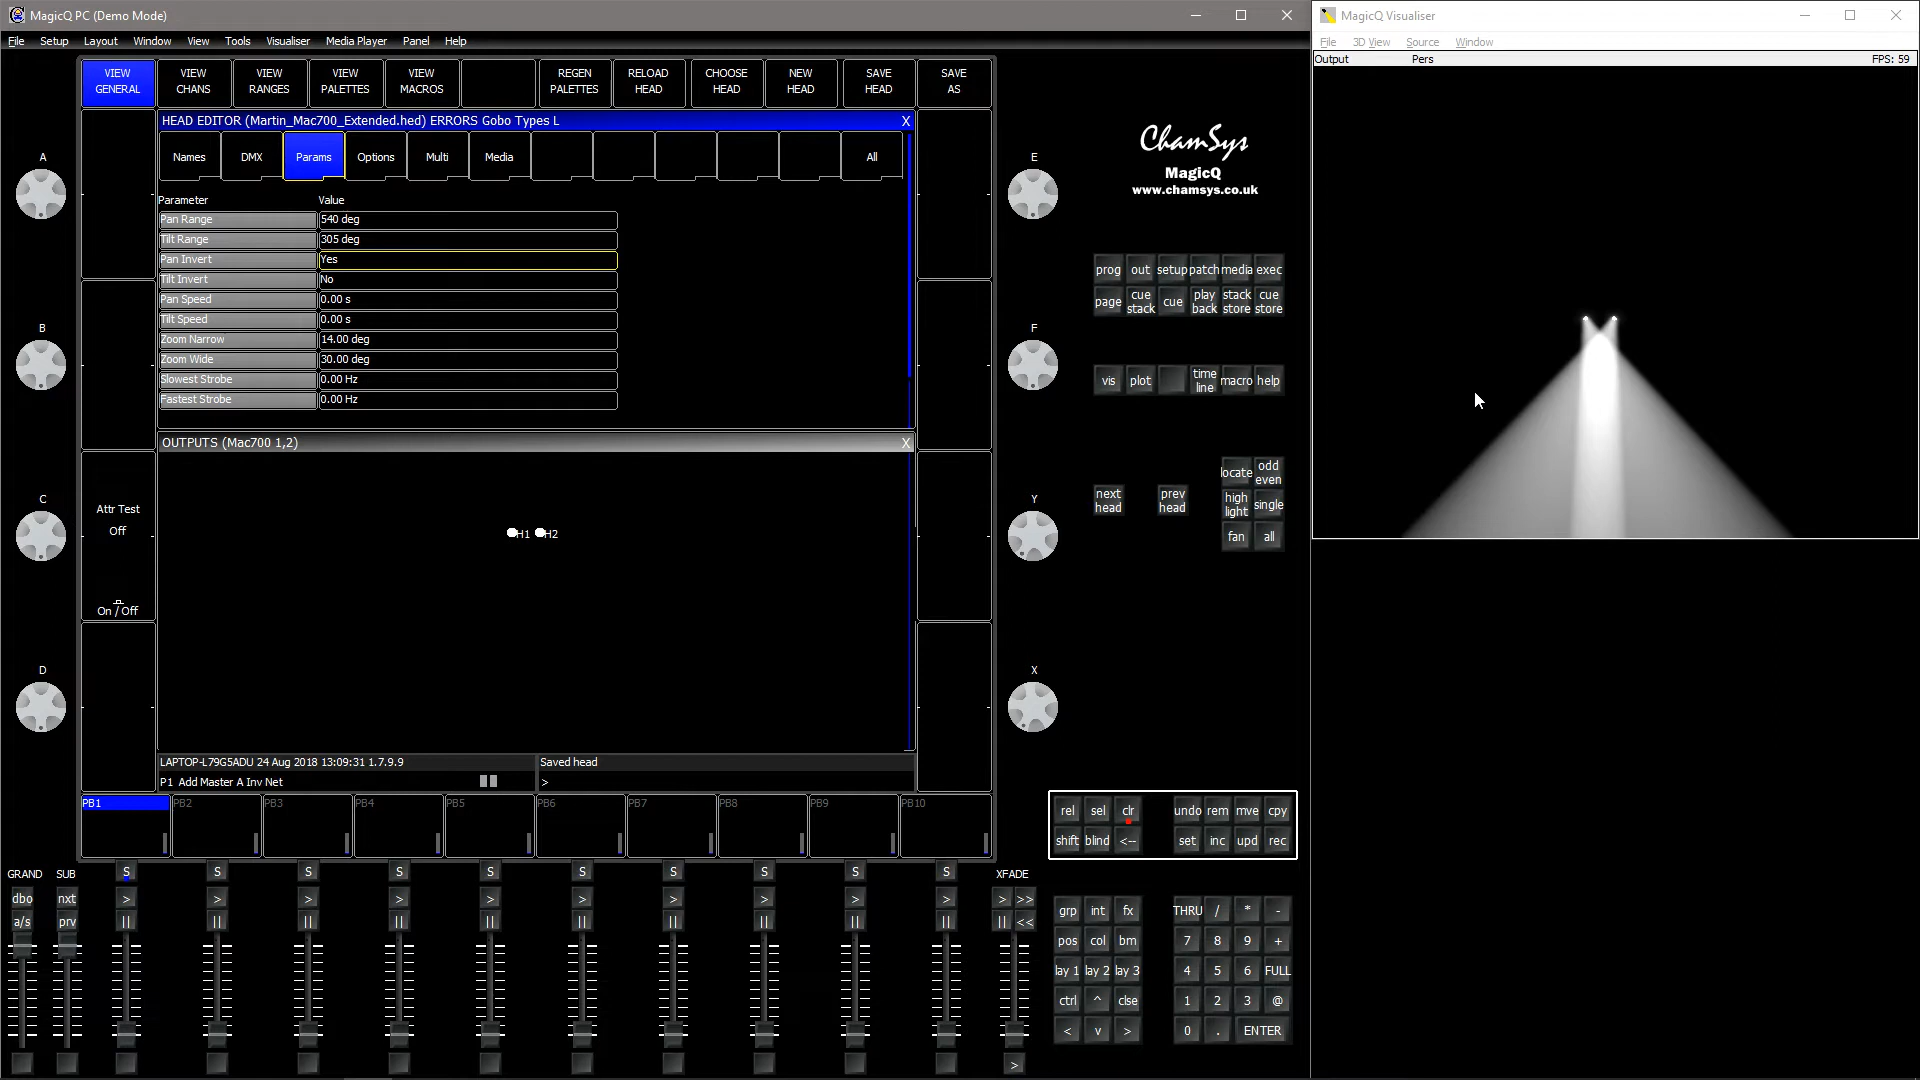 MagicQ PC (Demo Mode)
File Setup Layout Window View Tools Visualiser Media Player Panel Help
VIEW GENERAL
VIEW CHANS
VIEW RANGES
VIEW PALETTES
VIEW MACROS
REGEN PALETTES
RELOAD HEAD
CHOOSE HEAD
NEW HEAD
SAVE HEAD
SAVE AS
HEAD EDITOR (Martin_Mac700_Extended.hed) ERRORS Gobo Types L X
Names DMX Params Options Multi Media All
Parameter Value
Pan Range 540 deg
Tilt Range 305 deg
Pan Invert Yes
Tilt Invert No
Pan Speed 0.00 s
Tilt Speed 0.00 s
Zoom Narrow 14.00 deg
Zoom Wide 30.00 deg
Slowest Strobe 0.00 Hz
Fastest Strobe 0.00 Hz
OUTPUTS (Mac700 1,2) X
H1 H2
Attr Test
Off
On / Off
LAPTOP-L79G5ADU 24 Aug 2018 13:09:31 1.7.9.9
Saved head
P1 Add Master A Inv Net
>
A
B
C
D
E
F
Y
X
PB1 PB2 PB3 PB4 PB5 PB6 PB7 PB8 PB9 PB10
GRAND SUB S S S S S S S S S S XFADE
dbo nxt > > > > > > > > > > > >>
a/s prv || || || || || || || || || || || <<
>
ChamSys
MagicQ
www.chamsys.co.uk
prog out setup patch media exec
page cue stack cue play back stack store cue store
vis plot time line macro help
next head prev head
locate odd even
high light single
fan all
rel sel clr undo rem mve cpy
shift blind <-- set inc upd rec
grp int fx THRU / * -
pos col bm 7 8 9 +
lay 1 lay 2 lay 3 4 5 6 FULL
ctrl ^ clse 1 2 3 @
< v > 0 . ENTER
MagicQ Visualiser
File 3D View Source Window
Output Pers FPS: 59